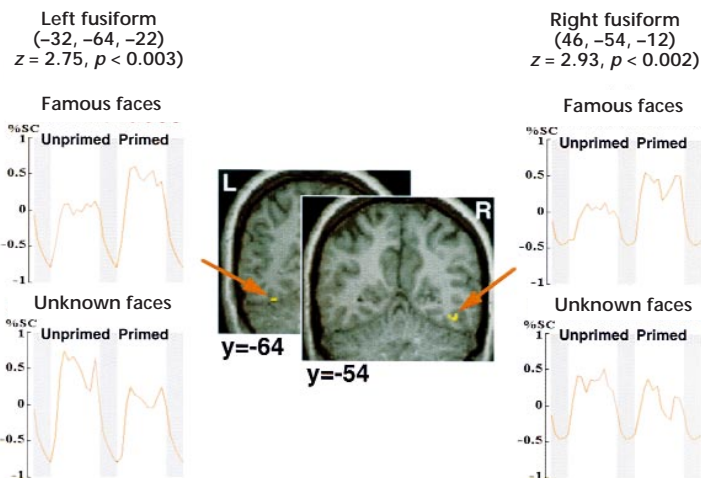 Left fusiform
(–32, –64, –22)
z = 2.75, p < 0.003)
Famous faces
%SC
Unprimed Primed
1
0.5
0
–0.5
–1
Unknown faces
%SC
Unprimed Primed
1
0.5
0
–0.5
–1
L
R
y=-64
y=-54
Right fusiform
(46, –54, –12)
z = 2.93, p < 0.002)
Famous faces
%SC
Unprimed Primed
1
0.5
0
–0.5
–1
Unknown faces
%SC
Unprimed Primed
1
0.5
0
–0.5
–1